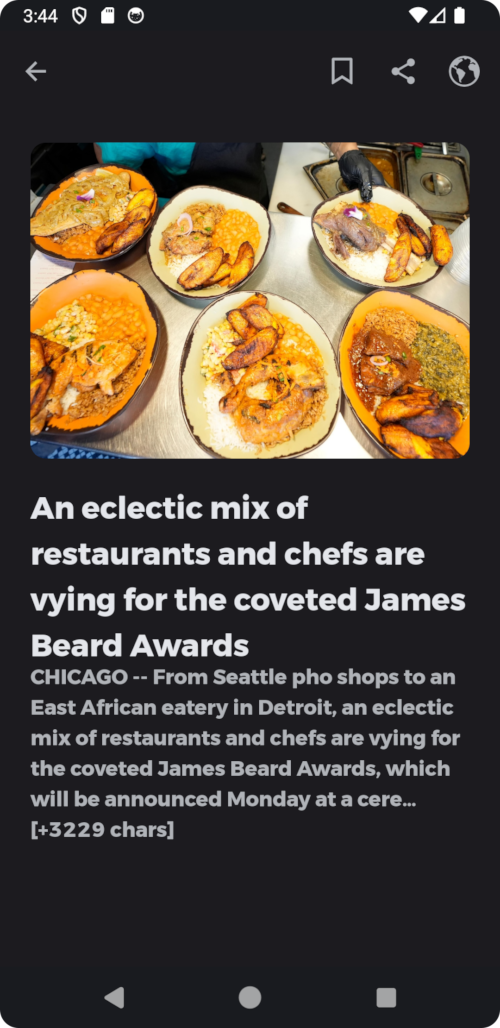 3:44
An eclectic mix of
restaurants and chefs are
vying for the coveted James
Beard Awards
CHICAGO -- From Seattle pho shops to an
East African eatery in Detroit, an eclectic
mix of restaurants and chefs are vying for
the coveted James Beard Awards, which
will be announced Monday at a cere…
[+3229 chars]